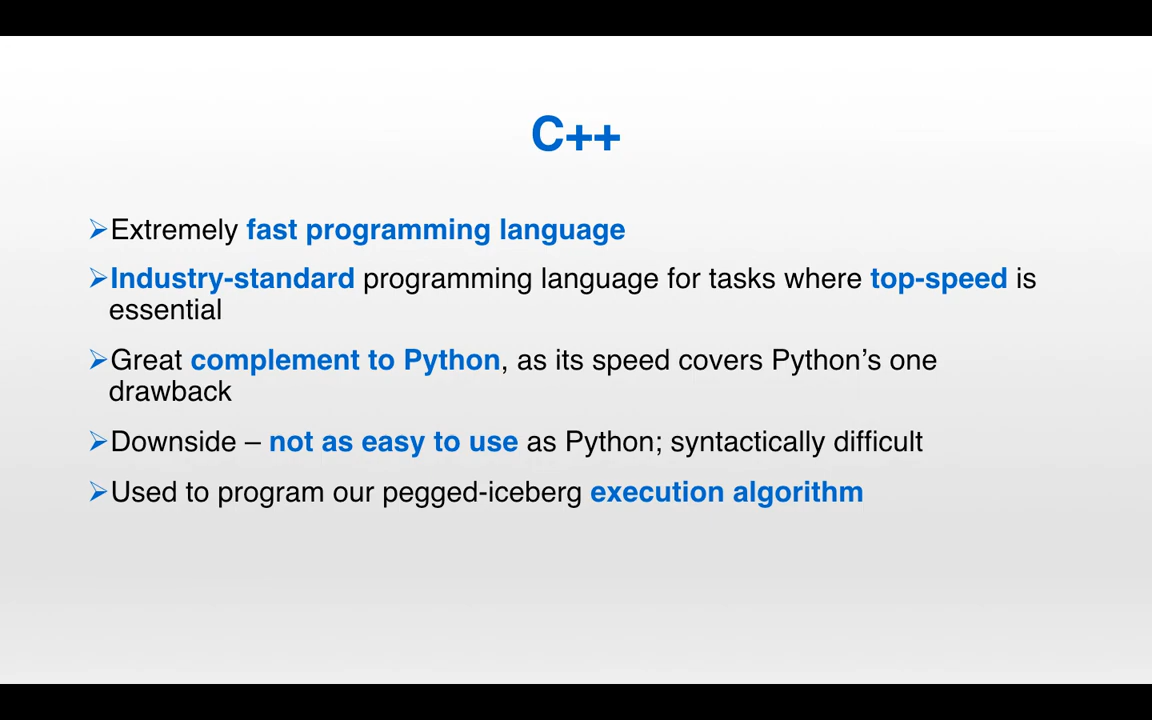 C++
➢Extremely fast programming language
➢Industry-standard programming language for tasks where top-speed is
essential
➢Great complement to Python, as its speed covers Python’s one
drawback
➢Downside – not as easy to use as Python; syntactically difficult
➢Used to program our pegged-iceberg execution algorithm